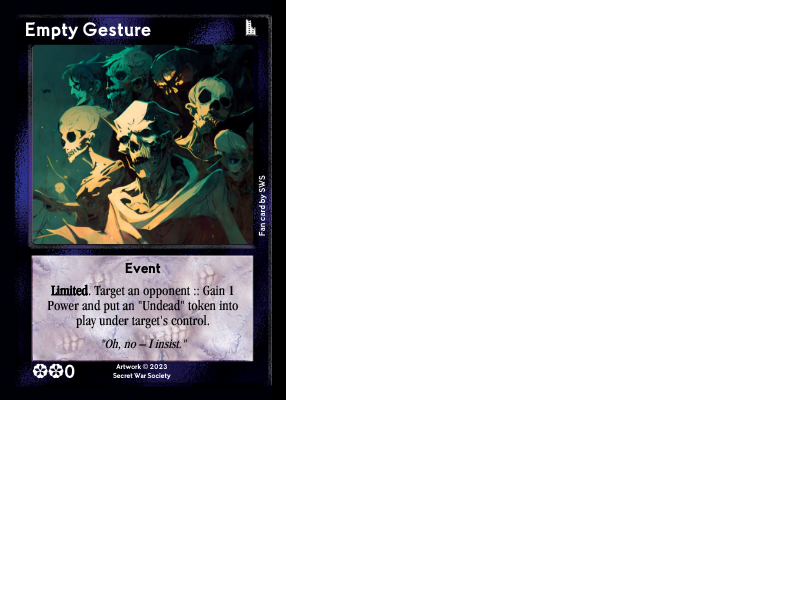 Empty Gesture
Fan card by SWS
Event
Limited. Target an opponent :: Gain 1
Power and put an "Undead" token into
play under target's control.
"Oh, no – I insist."
0
Artwork © 2023
Secret War Society